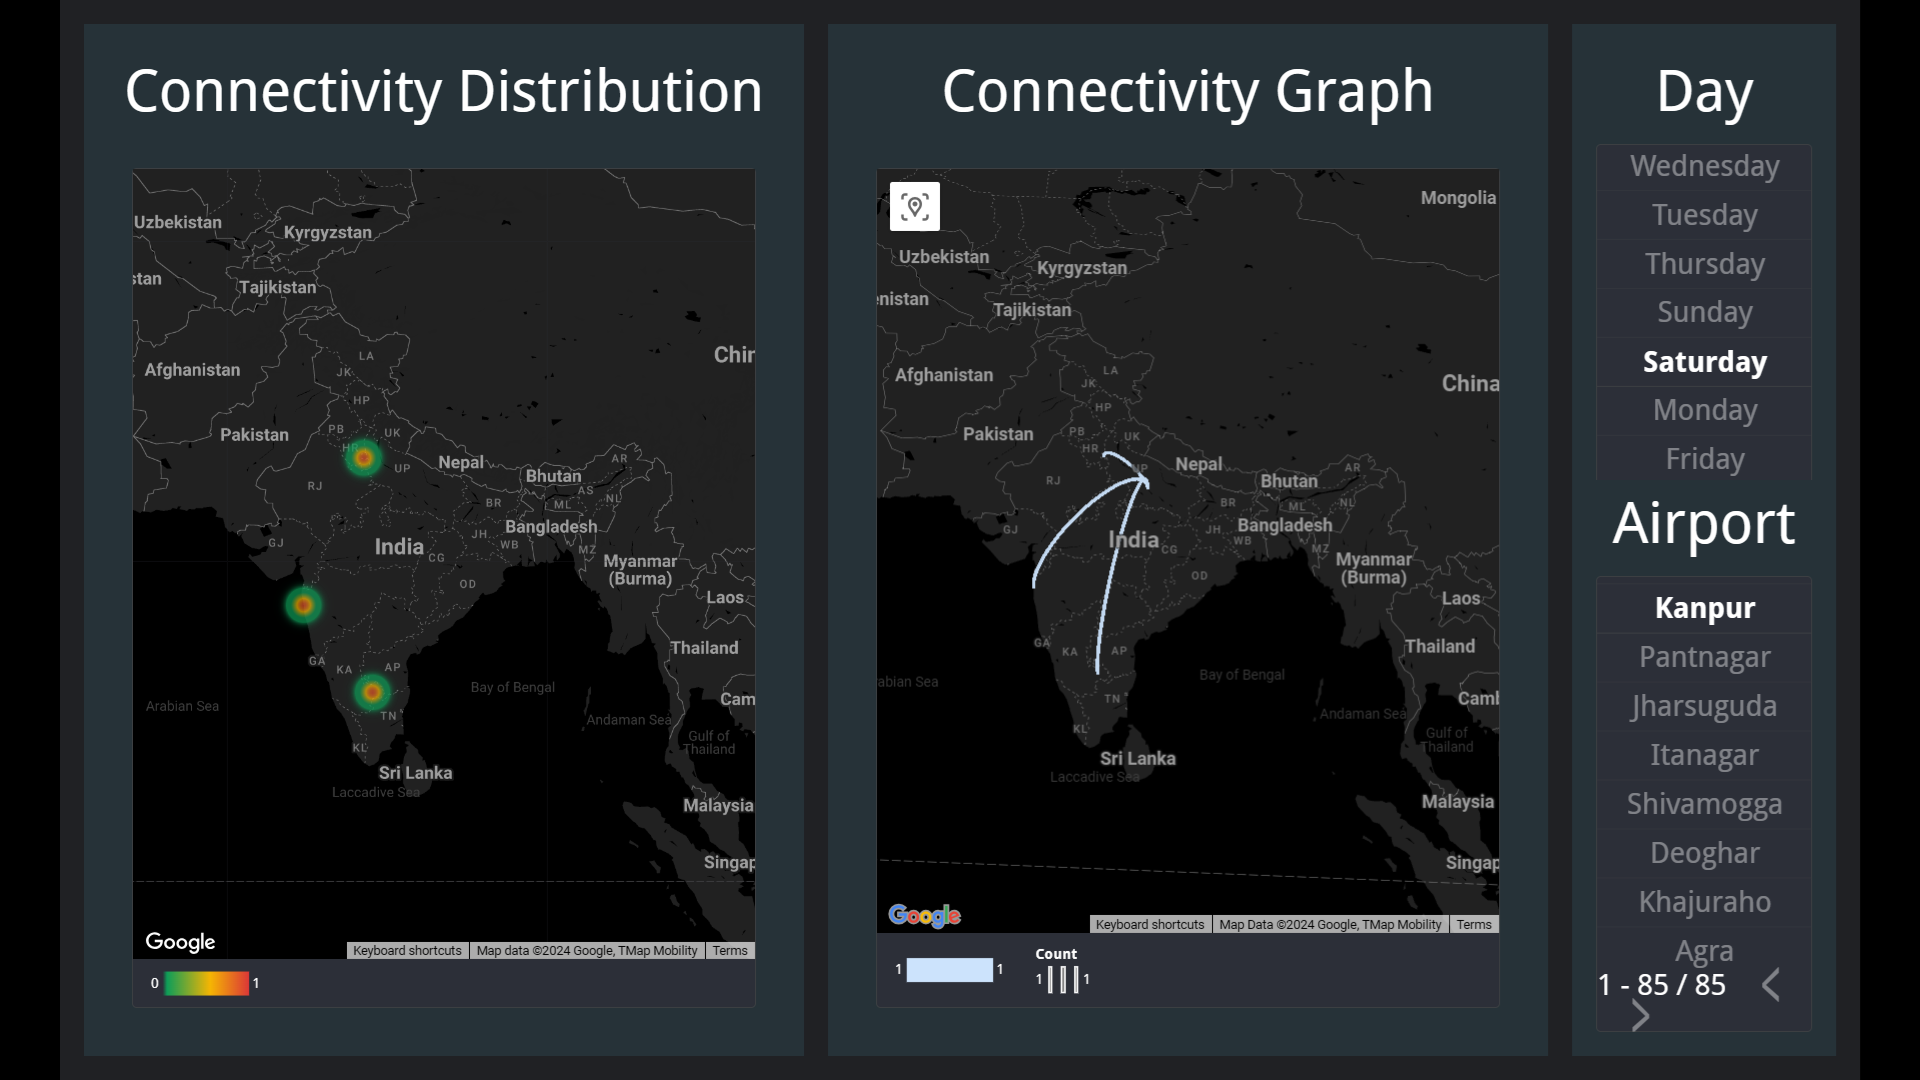 Connectivity Distribution
Uzbekistan
Kyrgyzstan
stan
Tajikistan
Chin
LA
Afghanistan
JK
HP
Pakistan
PB
UK
HR
Nepal
UP
AR
Bhutan
RJ
AS
NL
BR
ML
Bangladesh
JH
WB
GJ
India
CG
MZ
Myanmar
(Burma)
OD
Laos
GA
KA
AP
Thailand
Bay of Bengal
Cam
Arabian Sea
TN
Andaman Sea
Gulf of
Thailand
KL
Sri Lanka
Laccadive Sea
Malaysia
Singap
Google
Keyboard shortcuts
Map data ©2024 Google, TMap Mobility
Terms
0
1
Connectivity Graph
Mongolia
Uzbekistan
Kyrgyzstan
enistan
Tajikistan
LA
Afghanistan
JK
China
HP
Pakistan
PB
UK
HR
Nepal
UP
AR
RJ
Bhutan
BR
ML
NL
GJ
JH
Bangladesh
India
WB
CG
MZ
Myanmar
(Burma)
OD
Laos
GA
KA
AP
Thailand
rabian Sea
Bay of Bengal
TN
Caml
Andaman Sea
KL
Gulf of
Thailand
Sri Lanka
Laccadive Sea
Malaysia
Singap
Google
Keyboard shortcuts
Map Data ©2024 Google, TMap Mobility
Terms
1
1
Count
1
1
Day
Wednesday
Tuesday
Thursday
Sunday
Saturday
Monday
Friday
Airport
Kanpur
Pantnagar
Jharsuguda
Itanagar
Shivamogga
Deoghar
Khajuraho
Agra
1 - 85 / 85